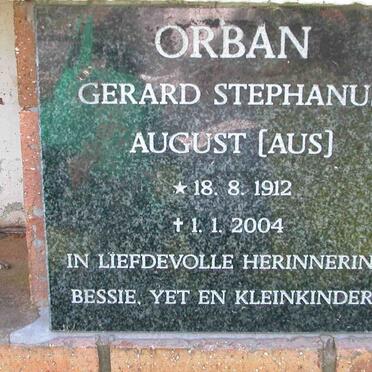 ORBAN
GERARD STEPHANU
AUGUST (AUS)
★ 18. 8. 1912
✝ 1. 1. 2004
IN LIEFDEVOLLE HERINNERIN
BESSIE, YET EN KLEINKINDER